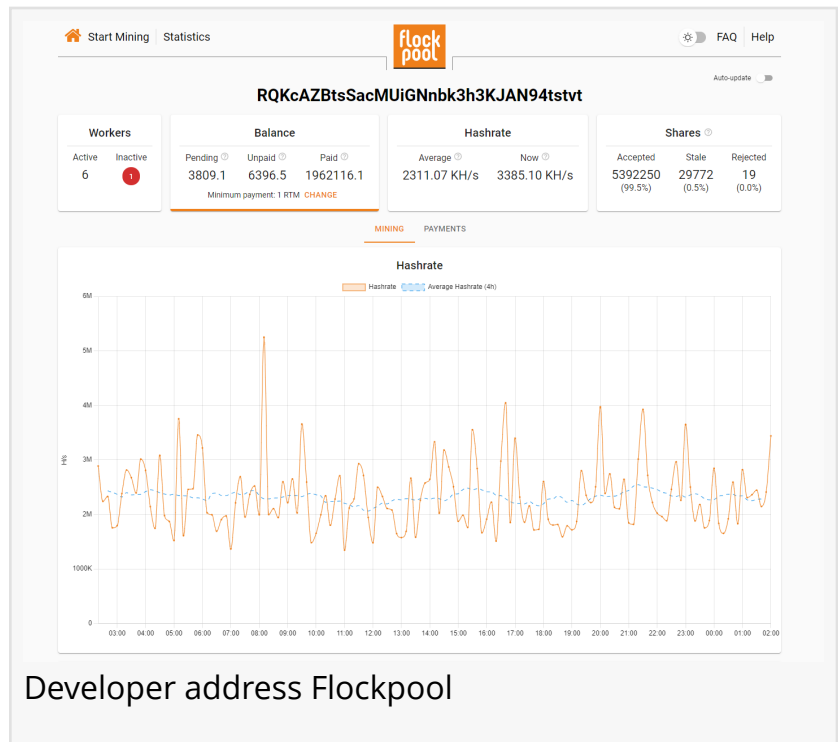 Start Mining Statistics
flock
pool
FAQ Help
Auto-update
RQKcAZBtsSacMUiGNnbk3h3KJAN94tstvt
Workers
Active Inactive
6 1
Balance
Pending ? Unpaid ? Paid ?
3809.1 6396.5 1962116.1
Minimum payment: 1 RTM CHANGE
Hashrate
Average ? Now ?
2311.07 KH/s 3385.10 KH/s
Shares ?
Accepted Stale Rejected
5392250 29772 19
(99.5%) (0.5%) (0.0%)
MINING PAYMENTS
Hashrate
Hashrate Average Hashrate (4h)
6M
5M
4M
3M
2M
1000K
0
H/s
03:00 04:00 05:00 06:00 07:00 08:00 09:00 10:00 11:00 12:00 13:00 14:00 15:00 16:00 17:00 18:00 19:00 20:00 21:00 22:00 23:00 00:00 01:00 02:00
Developer address Flockpool